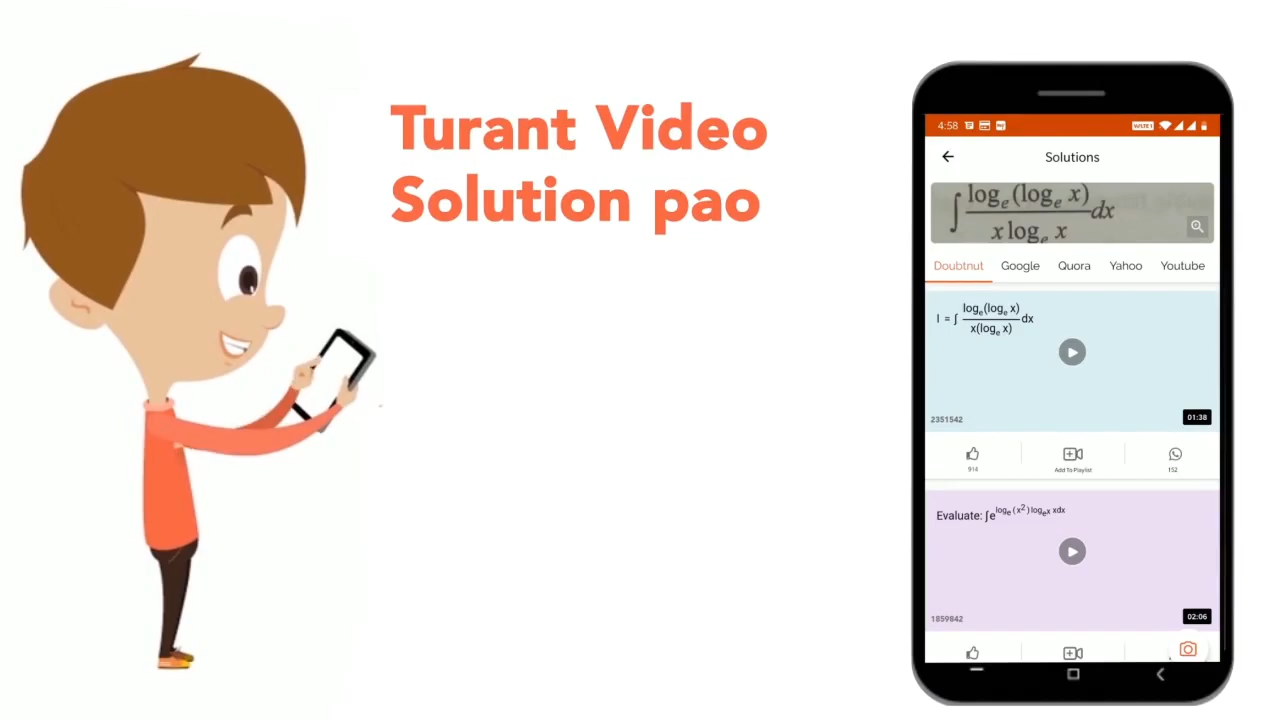 Turant Video
Solution pao
4:58
Solutions
∫ logₑ(logₑ x) / x logₑ x dx
Doubtnut Google Quora Yahoo Youtube
I = ∫ logₑ(logₑ x) / x(logₑ x) dx
2351542 01:38
914 Add To Playlist 152
Evaluate: ∫e^logₑ(x²)logₑx xdx
1859842 02:06